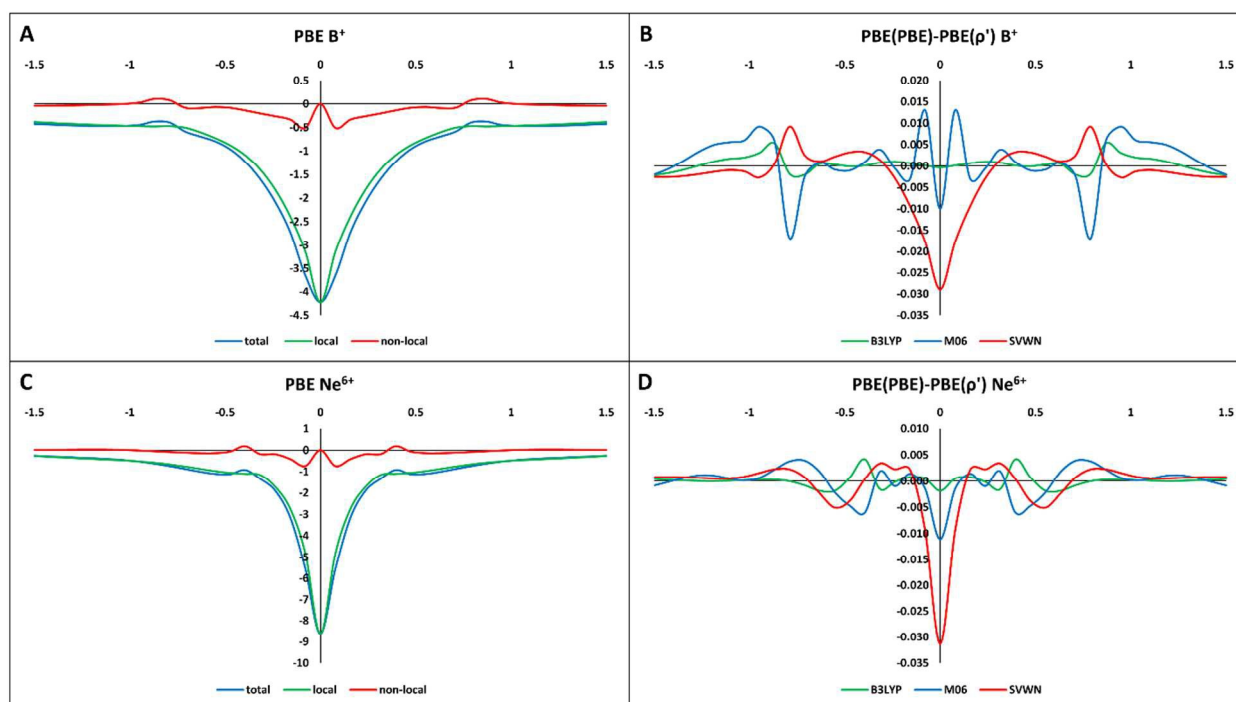 A
PBE B⁺
-1.5 -1 -0.5 0 0.5 1 1.5
0.5
0
-0.5
-1
-1.5
-2
-2.5
-3
-3.5
-4
-4.5
total local non-local
B
PBE(PBE)-PBE(ρ') B⁺
-1.5 -1 -0.5 0 0.5 1 1.5
0.020
0.015
0.010
0.005
0.000
-0.005
-0.010
-0.015
-0.020
-0.025
-0.030
-0.035
B3LYP M06 SVWN
C
PBE Ne⁶⁺
-1.5 -1 -0.5 0 0.5 1 1.5
1
0
-1
-2
-3
-4
-5
-6
-7
-8
-9
-10
total local non-local
D
PBE(PBE)-PBE(ρ') Ne⁶⁺
-1.5 -1 -0.5 0 0.5 1 1.5
0.010
0.005
0.000
-0.005
-0.010
-0.015
-0.020
-0.025
-0.030
-0.035
B3LYP M06 SVWN